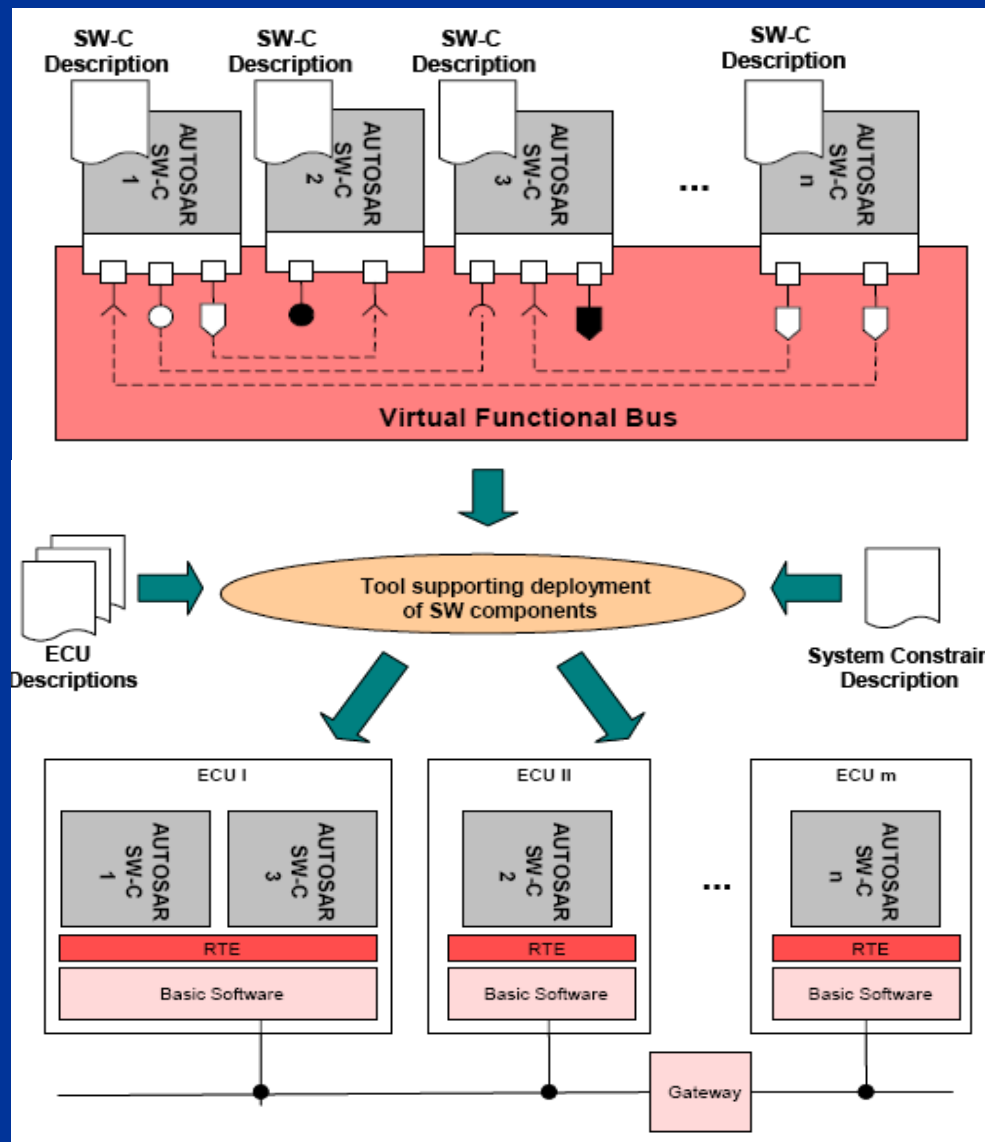 SW-C
Description
SW-C
Description
SW-C
Description
SW-C
Description
AUTOSAR
SW-C
1
AUTOSAR
SW-C
2
AUTOSAR
SW-C
3
...
AUTOSAR
SW-C
n
Virtual Functional Bus
Tool supporting deployment
of SW components
ECU
Descriptions
System Constrain
Description
ECU I
AUTOSAR
SW-C
1
AUTOSAR
SW-C
3
RTE
Basic Software
ECU II
AUTOSAR
SW-C
2
RTE
Basic Software
...
ECU m
AUTOSAR
SW-C
n
RTE
Basic Software
Gateway